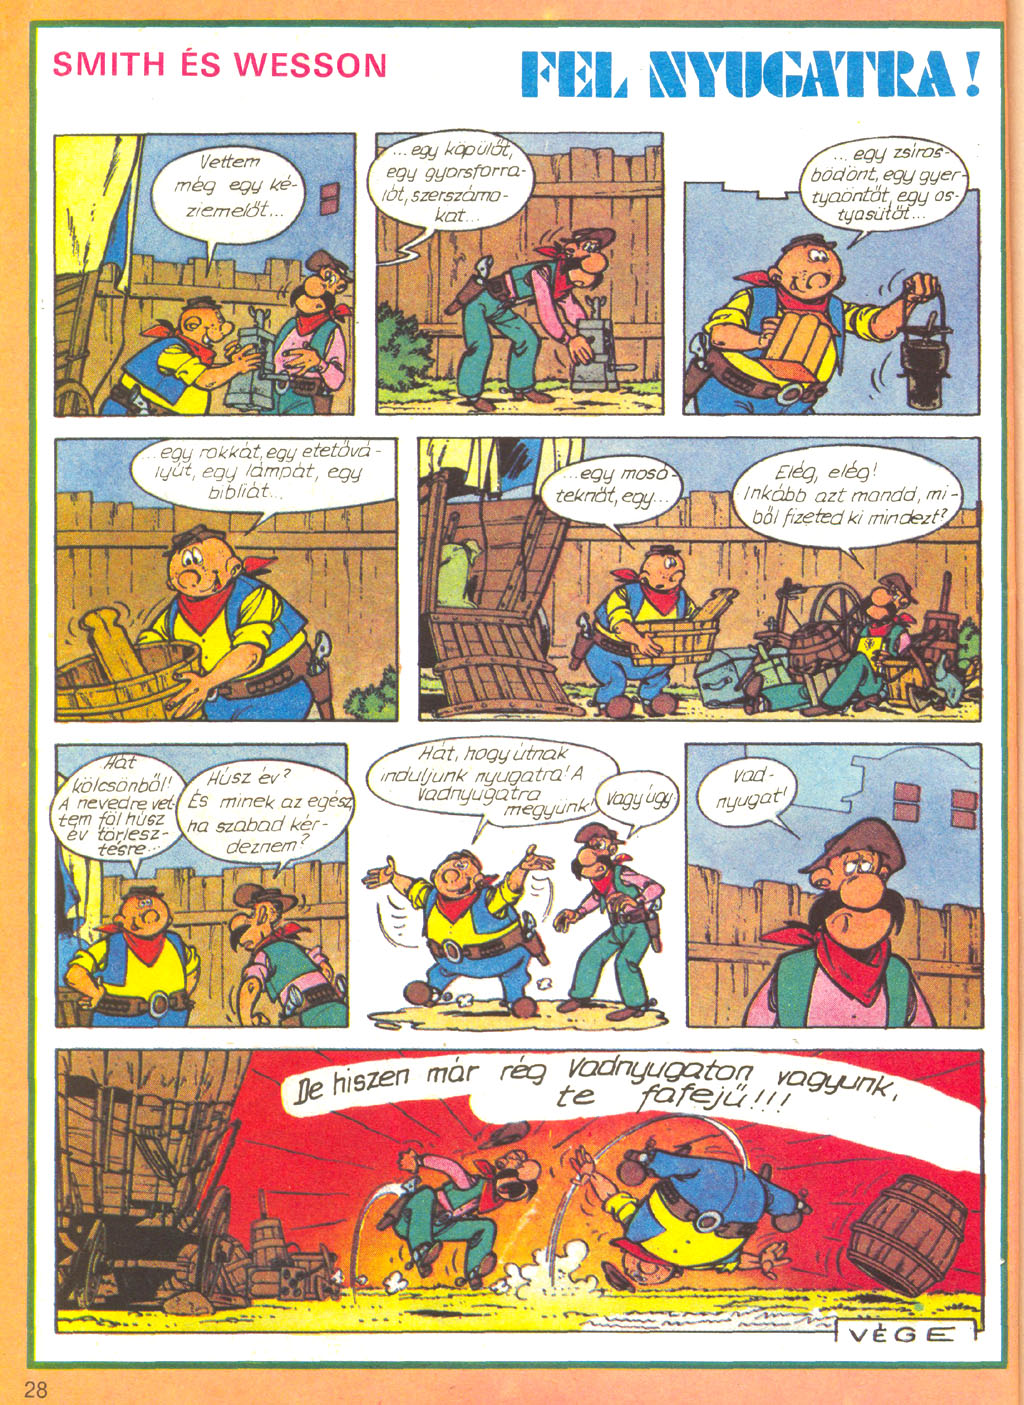 SMITH ÉS WESSON
FEL NYUGATRA!
Vettem
még egy ké-
ziemelőt...
... egy köpülőt,
egy gyorsforra-
lót, szerszámo-
kat...
... egy zsíros-
bödönt, egy gyer-
tyaöntőt, egy os-
tyasütőt...
...egy rokkát, egy etetővá-
lyút, egy lámpát, egy
bibliát...
...egy mosó-
teknőt, egy...
Elég, elég!
Inkább azt mondd, mi-
ből fizeted ki mindezt?
Hát
kölcsönből!
A nevedre vet-
tem föl húsz
év törlesz-
tésre...
Húsz év?
És minek az egész,
ha szabad kér-
deznem?
Hát, hogy útnak
induljunk nyugatra! A
Vadnyugatra
megyünk!
Vagy úgy.
Vad-
nyugat!
De hiszen már rég Vadnyugaton vagyunk,
te fafejű!!!
VÉGE
28